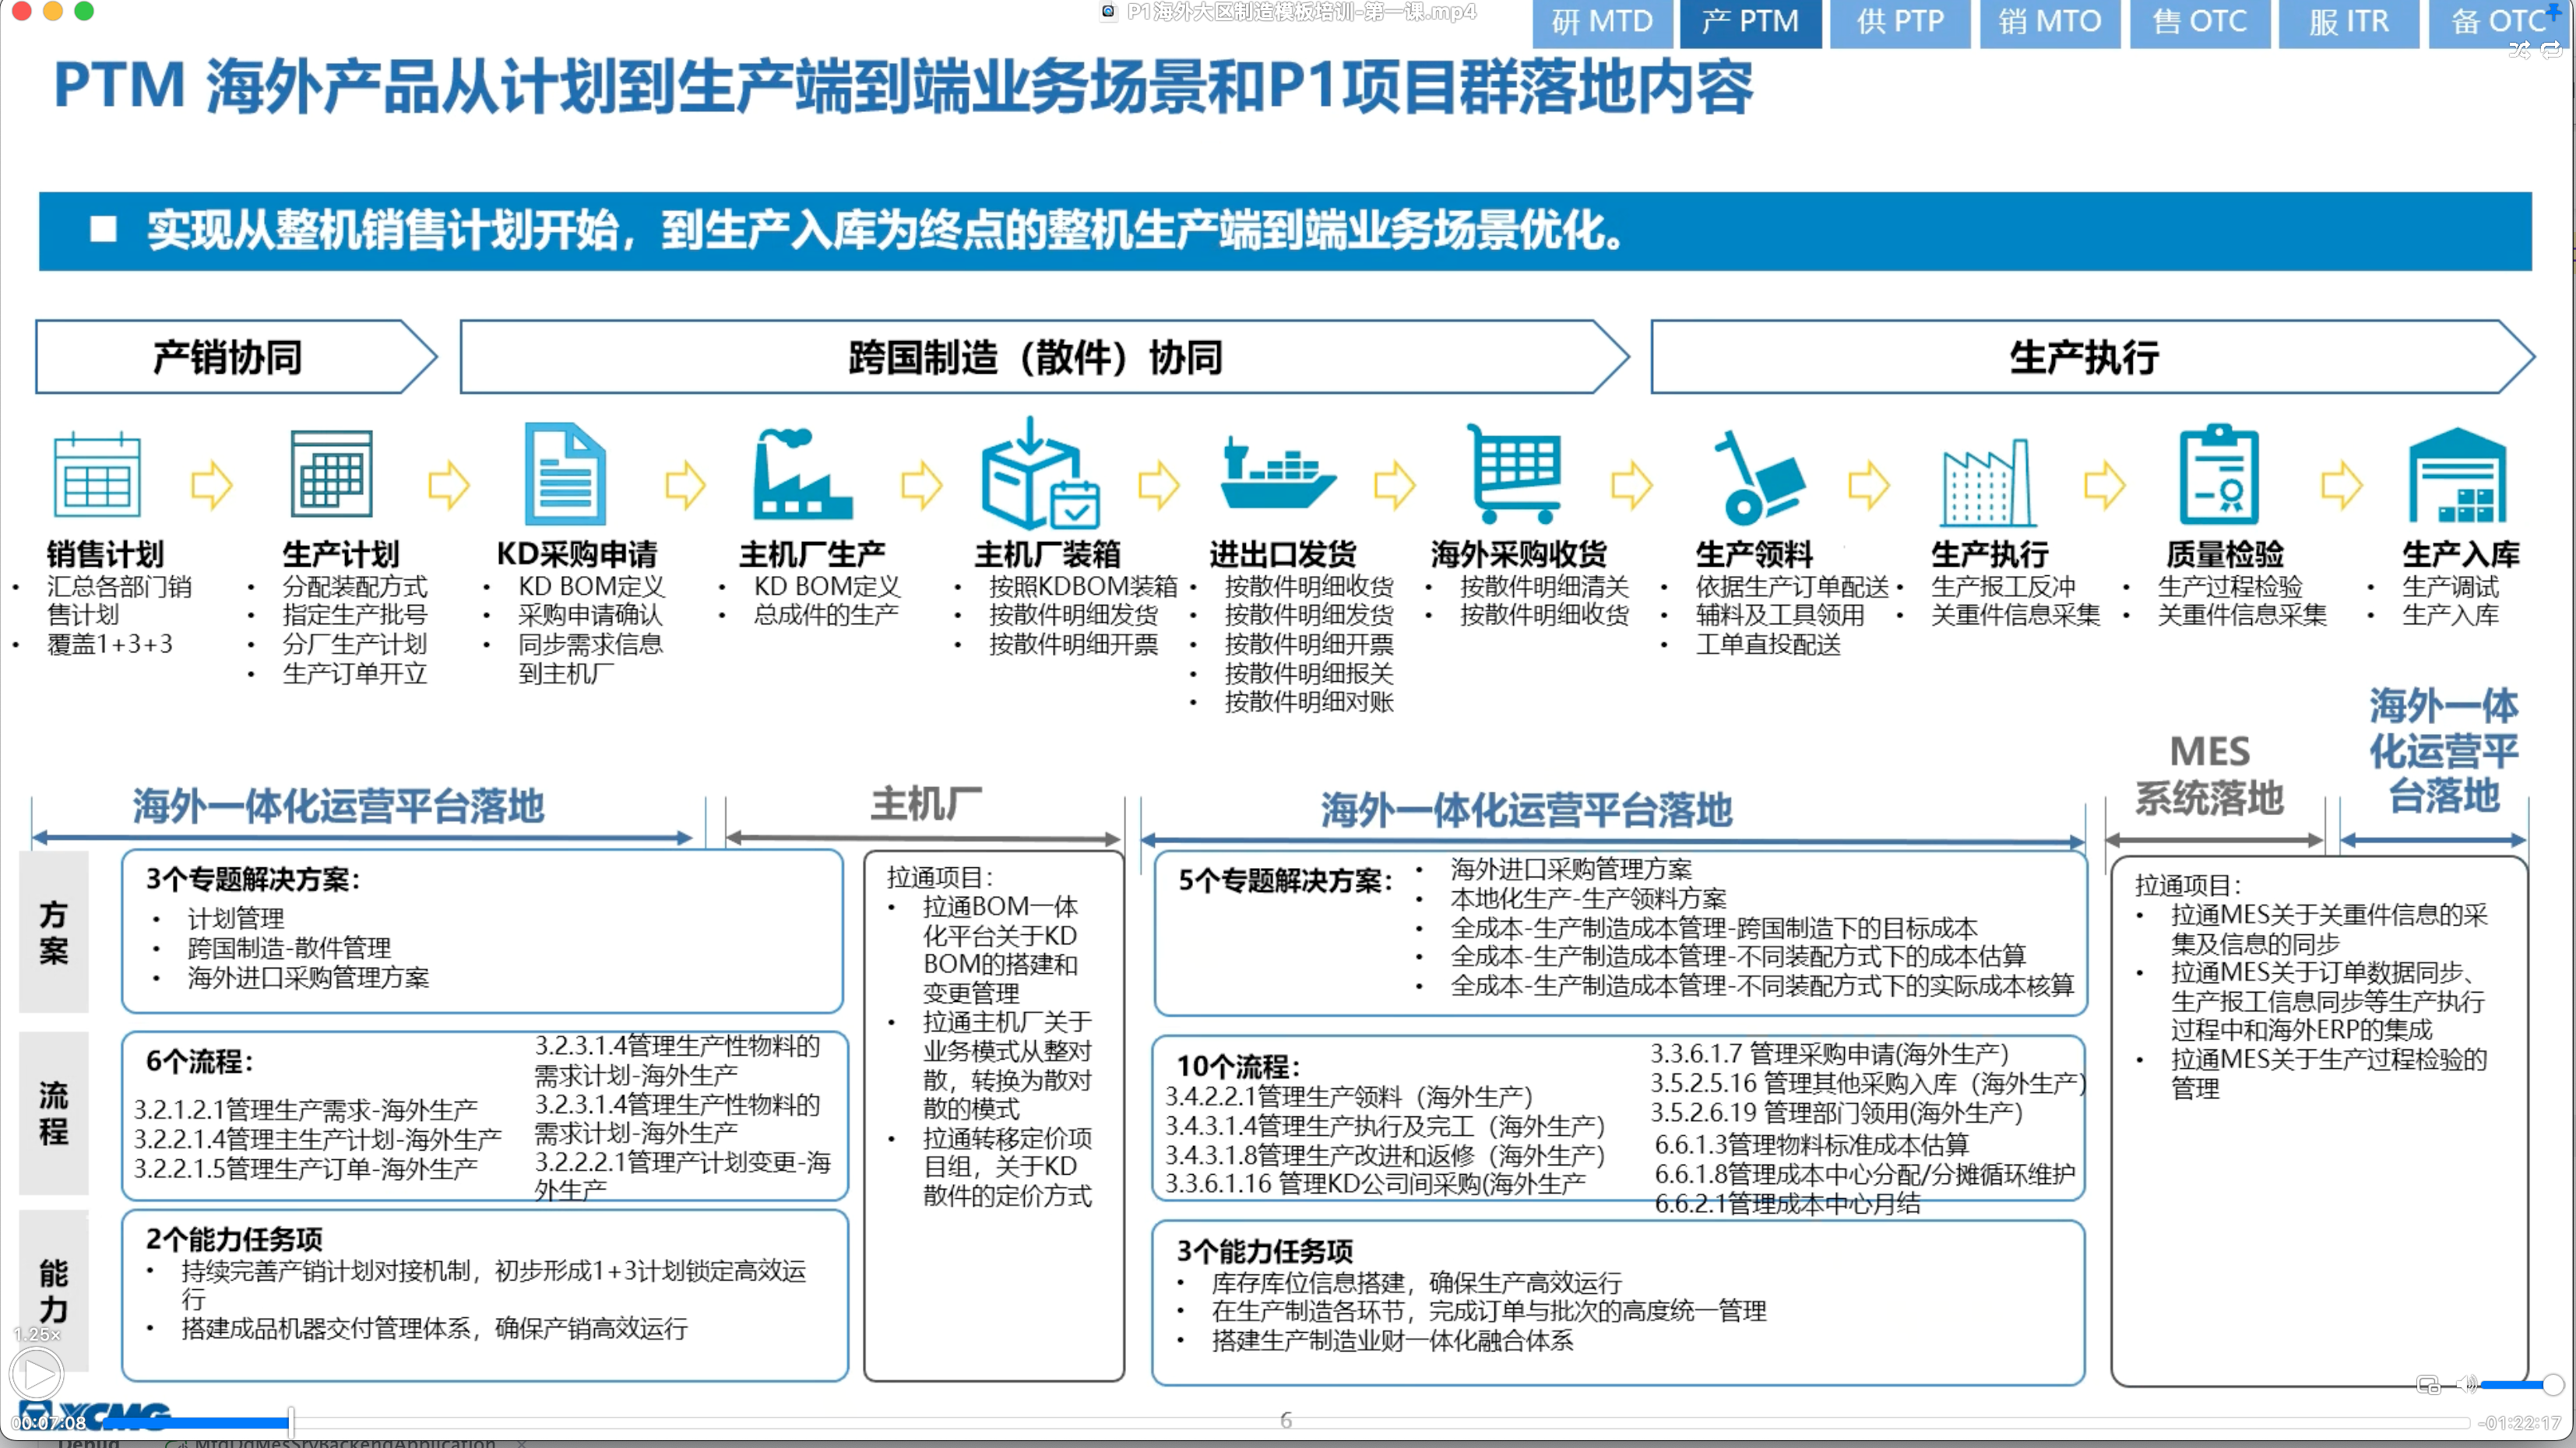 P1海外大区制造模板培训-第一课.mp4
研 MTD
产 PTM
供 PTP
销 MTO
售 OTC
服 ITR
备 OTC
PTM 海外产品从计划到生产端到端业务场景和P1项目群落地内容
■ 实现从整机销售计划开始，到生产入库为终点的整机生产端到端业务场景优化。
产销协同
跨国制造（散件）协同
生产执行
销售计划
• 汇总各部门销
售计划
• 覆盖1+3+3
生产计划
• 分配装配方式
• 指定生产批号
• 分厂生产计划
• 生产订单开立
KD采购申请
• KD BOM定义
• 采购申请确认
• 同步需求信息
到主机厂
主机厂生产
• KD BOM定义
• 总成件的生产
主机厂装箱
• 按照KDBOM装箱
• 按散件明细发货
• 按散件明细开票
进出口发货
• 按散件明细收货
• 按散件明细发货
• 按散件明细开票
• 按散件明细报关
• 按散件明细对账
海外采购收货
• 按散件明细清关
• 按散件明细收货
生产领料
• 依据生产订单配送
• 辅料及工具领用
• 工单直投配送
生产执行
• 生产报工反冲
• 关重件信息采集
质量检验
• 生产过程检验
• 关重件信息采集
生产入库
• 生产调试
• 生产入库
海外一体化运营平台落地
主机厂
海外一体化运营平台落地
MES
系统落地
海外一体
化运营平
台落地
方
案
3个专题解决方案：
• 计划管理
• 跨国制造-散件管理
• 海外进口采购管理方案
流
程
6个流程：
3.2.1.2.1管理生产需求-海外生产
3.2.2.1.4管理主生产计划-海外生产
3.2.2.1.5管理生产订单-海外生产
3.2.3.1.4管理生产性物料的
需求计划-海外生产
3.2.3.1.4管理生产性物料的
需求计划-海外生产
3.2.2.2.1管理产计划变更-海
外生产
能
力
2个能力任务项
• 持续完善产销计划对接机制，初步形成1+3计划锁定高效运
行
• 搭建成品机器交付管理体系，确保产销高效运行
拉通项目：
• 拉通BOM一体
化平台关于KD
BOM的搭建和
变更管理
• 拉通主机厂关于
业务模式从整对
散，转换为散对
散的模式
• 拉通转移定价项
目组，关于KD
散件的定价方式
5个专题解决方案：
• 海外进口采购管理方案
• 本地化生产-生产领料方案
• 全成本-生产制造成本管理-跨国制造下的目标成本
• 全成本-生产制造成本管理-不同装配方式下的成本估算
• 全成本-生产制造成本管理-不同装配方式下的实际成本核算
10个流程：
3.4.2.2.1管理生产领料（海外生产）
3.4.3.1.4管理生产执行及完工（海外生产）
3.4.3.1.8管理生产改进和返修（海外生产）
3.3.6.1.16 管理KD公司间采购(海外生产
3.3.6.1.7 管理采购申请(海外生产)
3.5.2.5.16 管理其他采购入库（海外生产）
3.5.2.6.19 管理部门领用(海外生产)
6.6.1.3管理物料标准成本估算
6.6.1.8管理成本中心分配/分摊循环维护
6.6.2.1管理成本中心月结
3个能力任务项
• 库存库位信息搭建，确保生产高效运行
• 在生产制造各环节，完成订单与批次的高度统一管理
• 搭建生产制造业财一体化融合体系
拉通项目：
• 拉通MES关于关重件信息的采
集及信息的同步
• 拉通MES关于订单数据同步、
生产报工信息同步等生产执行
过程中和海外ERP的集成
• 拉通MES关于生产过程检验的
管理
1.25×
XCMG
00:07:08
6
-01:22:17